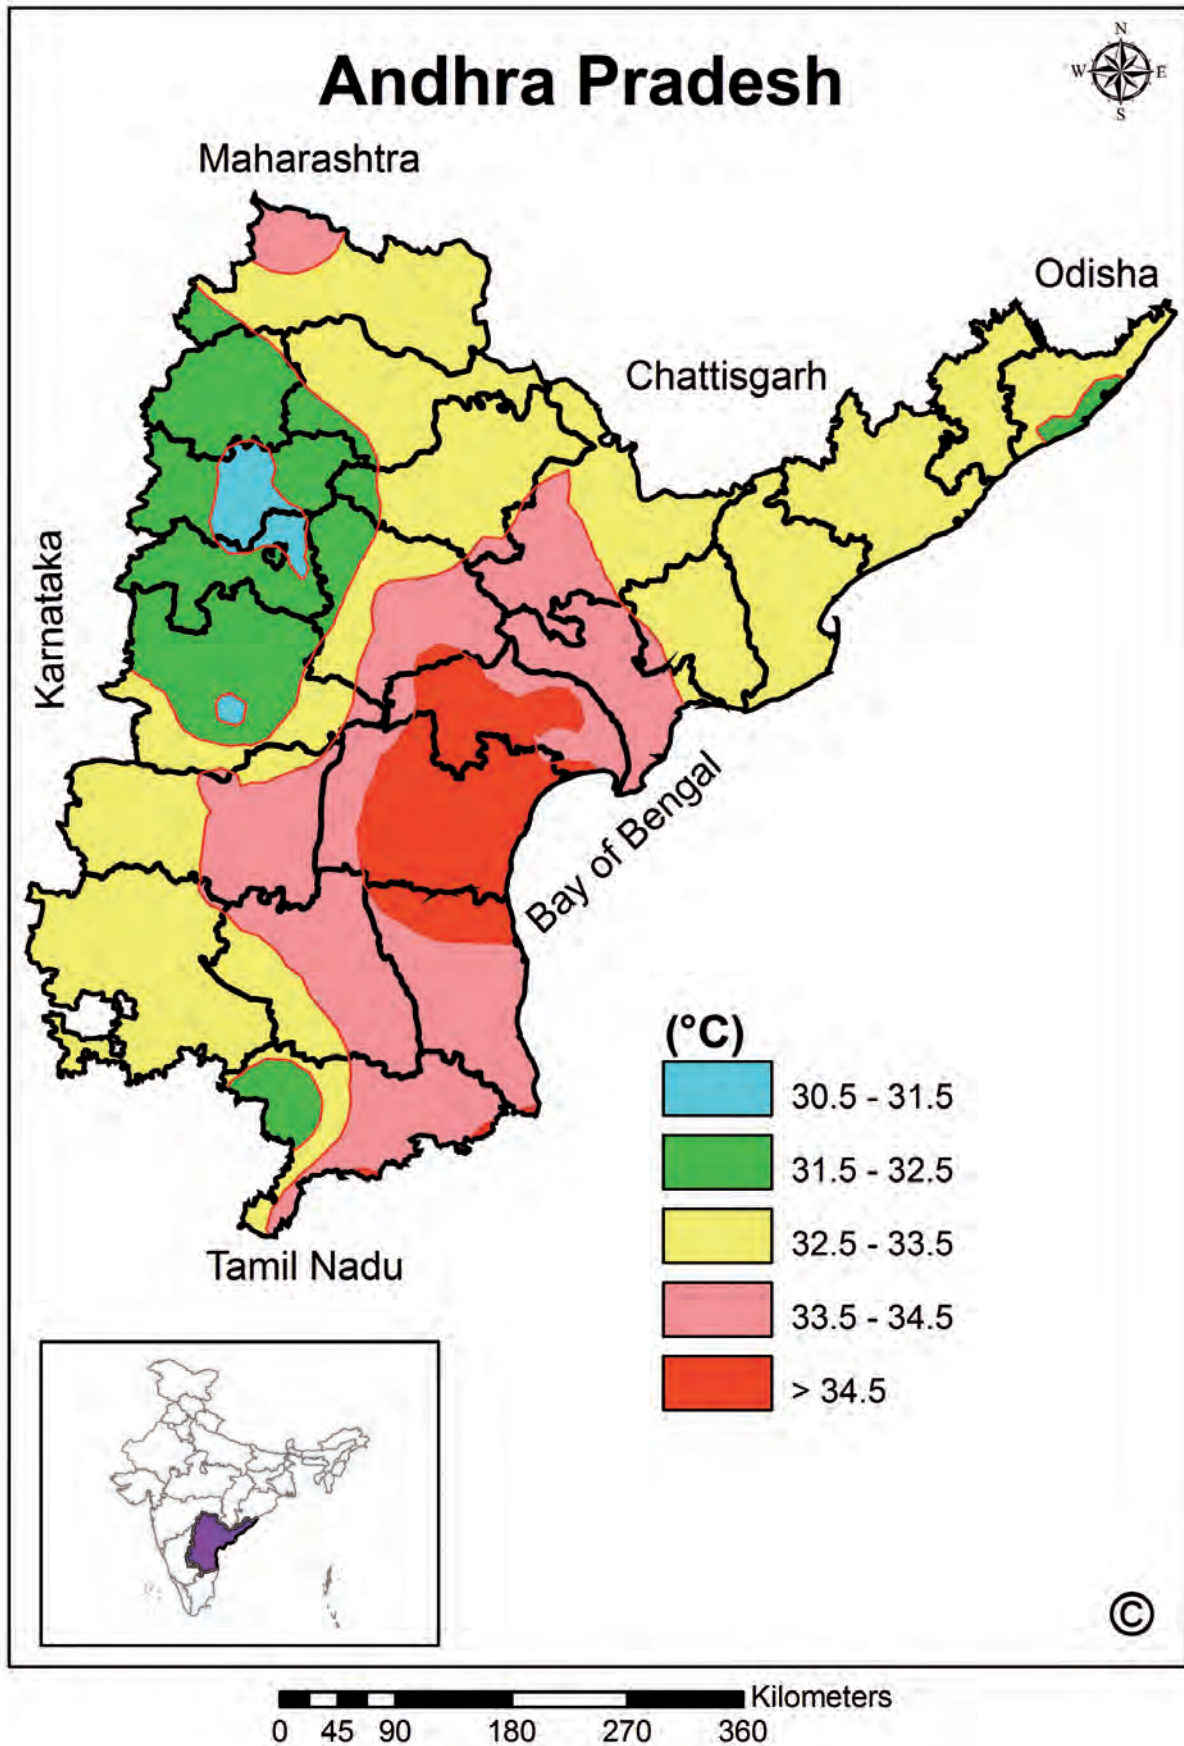 Andhra Pradesh
N
W
E
S
Maharashtra
Odisha
Chattisgarh
Karnataka
Bay of Bengal
(°C)
30.5 - 31.5
31.5 - 32.5
32.5 - 33.5
33.5 - 34.5
> 34.5
Tamil Nadu
©
Kilometers
0 45 90 180 270 360